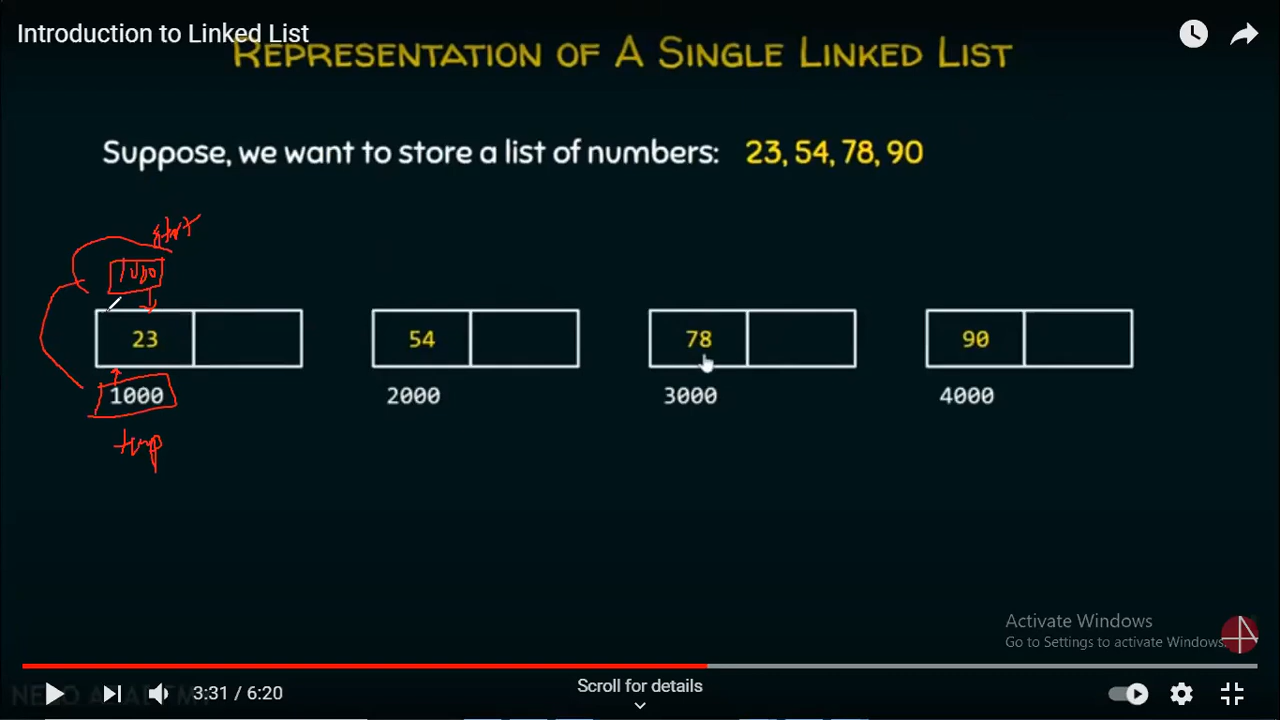 Introduction to Linked List
REPRESENTATION OF A SINGLE LINKED LIST
Suppose, we want to store a list of numbers: 23, 54, 78, 90
start
1000
23 54 78 90
1000 2000 3000 4000
tmp
Activate Windows
Go to Settings to activate Windows.
3:31 / 6:20
Scroll for details